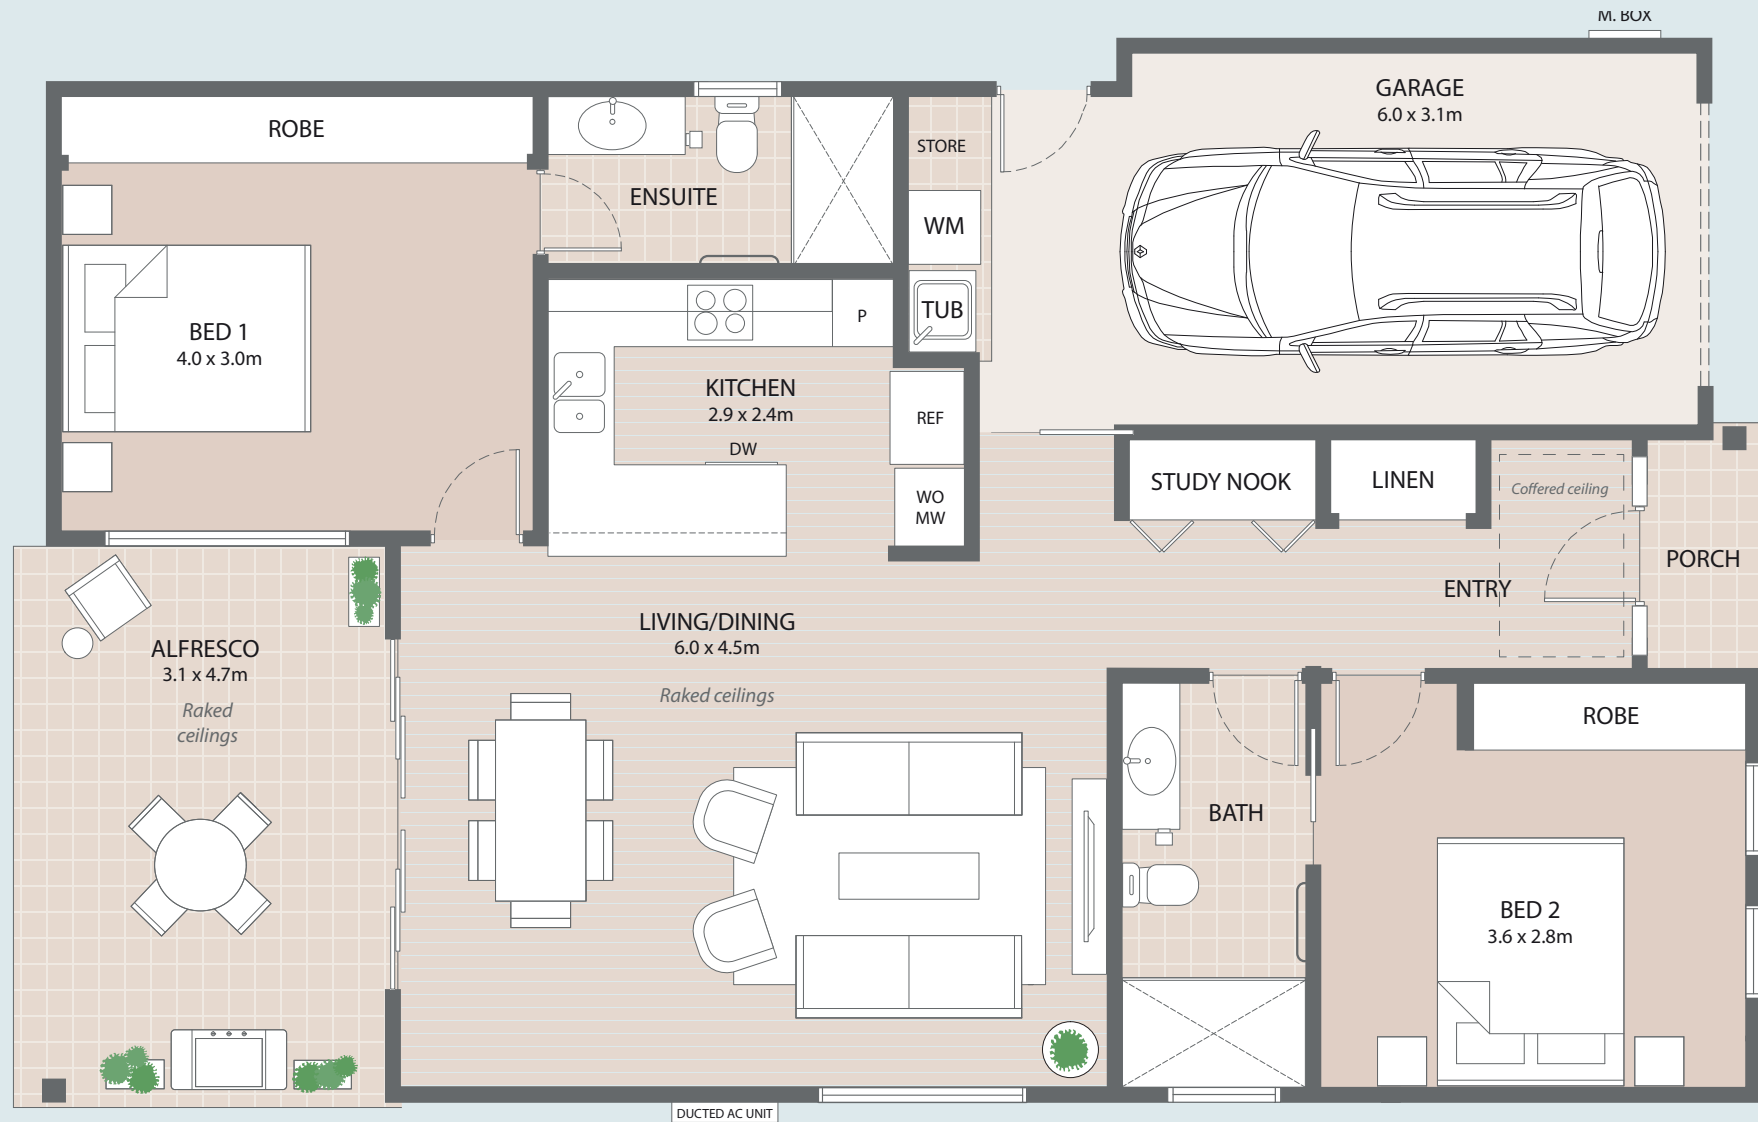 M. BOX
GARAGE
6.0 x 3.1m
ROBE
STORE
ENSUITE
WM
TUB
BED 1
4.0 x 3.0m
P
KITCHEN
2.9 x 2.4m
DW
REF
WO
MW
STUDY NOOK
LINEN
Coffered ceiling
PORCH
ENTRY
LIVING/DINING
6.0 x 4.5m
Raked ceilings
ALFRESCO
3.1 x 4.7m
Raked
ceilings
ROBE
BATH
BED 2
3.6 x 2.8m
DUCTED AC UNIT